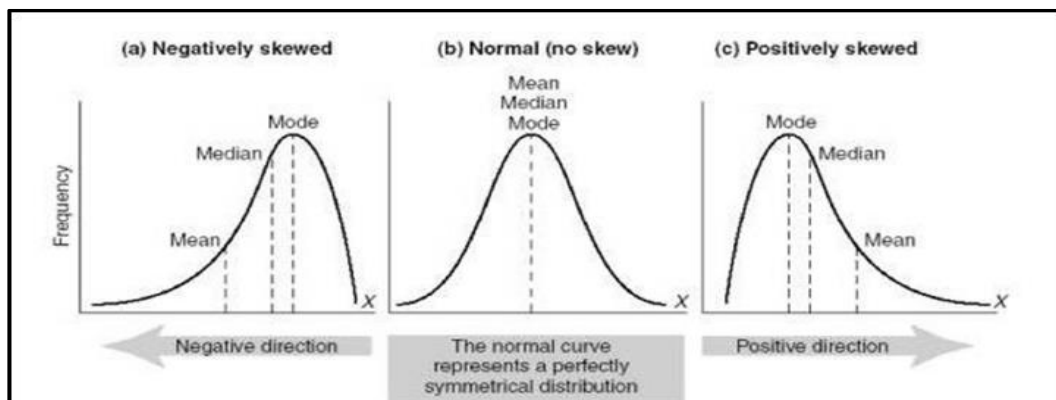 (a) Negatively skewed
(b) Normal (no skew)
(c) Positively skewed
Frequency
Mode
Median
Mean
X
Mean
Median
Mode
X
Mode
Median
Mean
X
Negative direction
The normal curve
represents a perfectly
symmetrical distribution
Positive direction